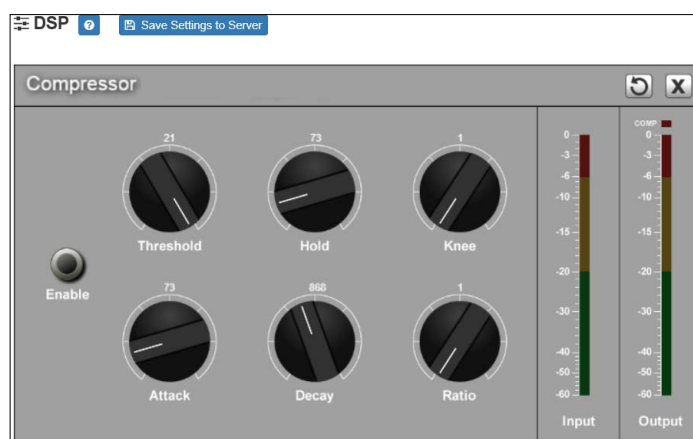 DSP ? Save Settings to Server
Compressor X
21 73 1
Threshold Hold Knee
Enable
73 868 1
Attack Decay Ratio
COMP
0 0
-3 -3
-6 -6
-10 -10
-15 -15
-20 -20
-30 -30
-40 -40
-50 -50
-60 -60
Input Output